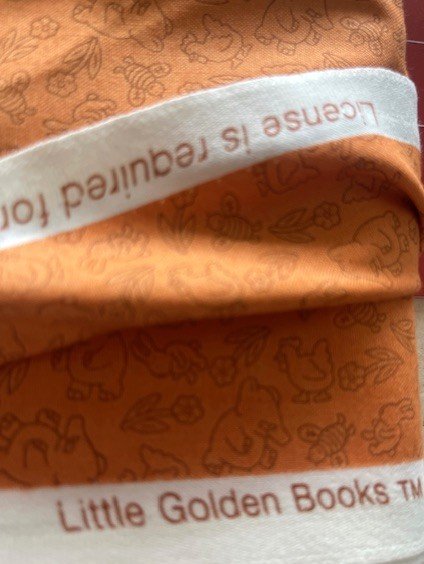 License is required for
Little Golden Books ™